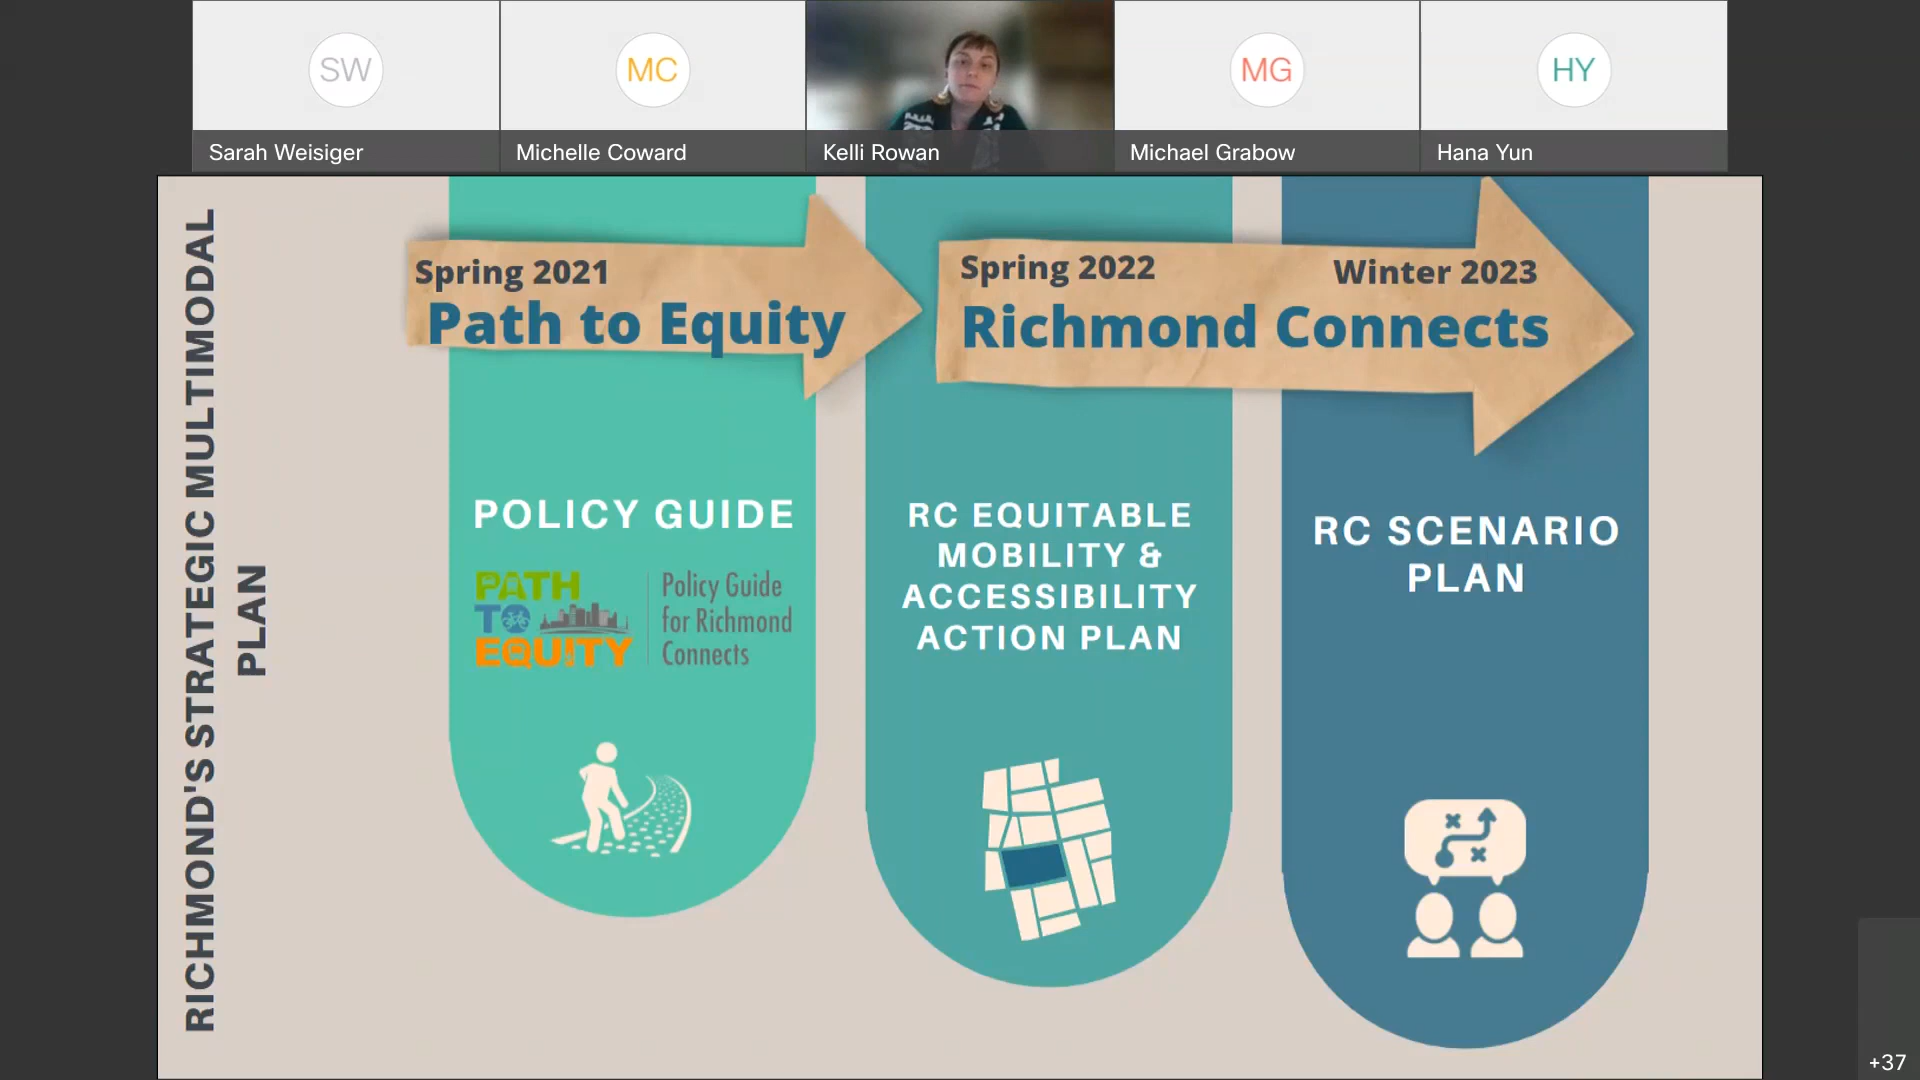 SW
MC
MG
HY
Sarah Weisiger
Michelle Coward
Kelli Rowan
Michael Grabow
Hana Yun
RICHMOND'S STRATEGIC MULTIMODAL
PLAN
Spring 2021
Path to Equity
Spring 2022
Winter 2023
Richmond Connects
POLICY GUIDE
PATH
TO
EQUITY
Policy Guide
for Richmond
Connects
RC EQUITABLE
MOBILITY &
ACCESSIBILITY
ACTION PLAN
RC SCENARIO
PLAN
+37